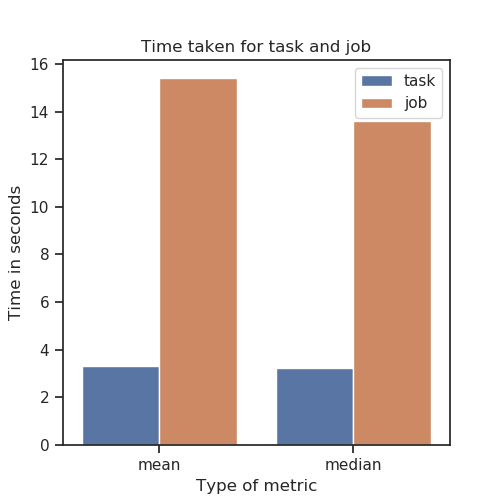 Time taken for task and job
task
job
16
14
12
10
8
6
4
2
0
Time in seconds
mean
median
Type of metric